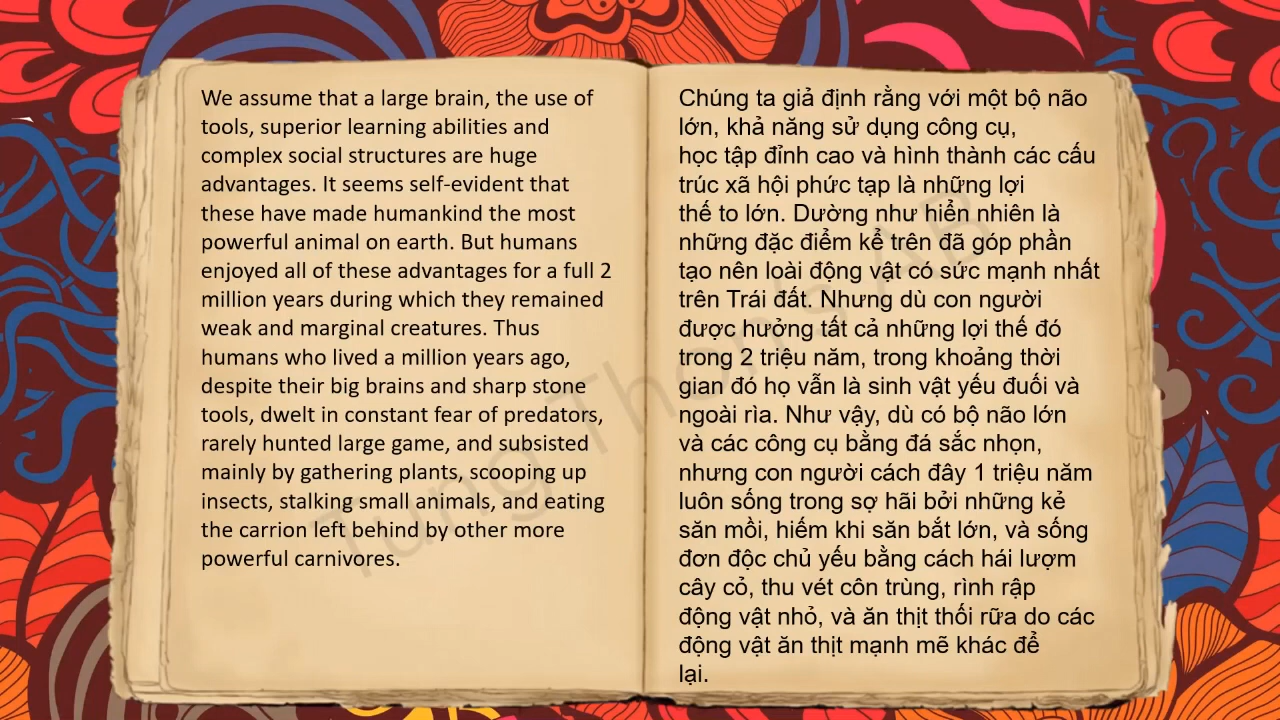 We assume that a large brain, the use of
tools, superior learning abilities and
complex social structures are huge
advantages. It seems self-evident that
these have made humankind the most
powerful animal on earth. But humans
enjoyed all of these advantages for a full 2
million years during which they remained
weak and marginal creatures. Thus
humans who lived a million years ago,
despite their big brains and sharp stone
tools, dwelt in constant fear of predators,
rarely hunted large game, and subsisted
mainly by gathering plants, scooping up
insects, stalking small animals, and eating
the carrion left behind by other more
powerful carnivores.
Chúng ta giả định rằng với một bộ não
lớn, khả năng sử dụng công cụ,
học tập đỉnh cao và hình thành các cấu
trúc xã hội phức tạp là những lợi
thế to lớn. Dường như hiển nhiên là
những đặc điểm kể trên đã góp phần
tạo nên loài động vật có sức mạnh nhất
trên Trái đất. Nhưng dù con người
được hưởng tất cả những lợi thế đó
trong 2 triệu năm, trong khoảng thời
gian đó họ vẫn là sinh vật yếu đuối và
ngoài rìa. Như vậy, dù có bộ não lớn
và các công cụ bằng đá sắc nhọn,
nhưng con người cách đây 1 triệu năm
luôn sống trong sợ hãi bởi những kẻ
săn mồi, hiếm khi săn bắt lớn, và sống
đơn độc chủ yếu bằng cách hái lượm
cây cỏ, thu vét côn trùng, rình rập
động vật nhỏ, và ăn thịt thối rữa do các
động vật ăn thịt mạnh mẽ khác để
lại.